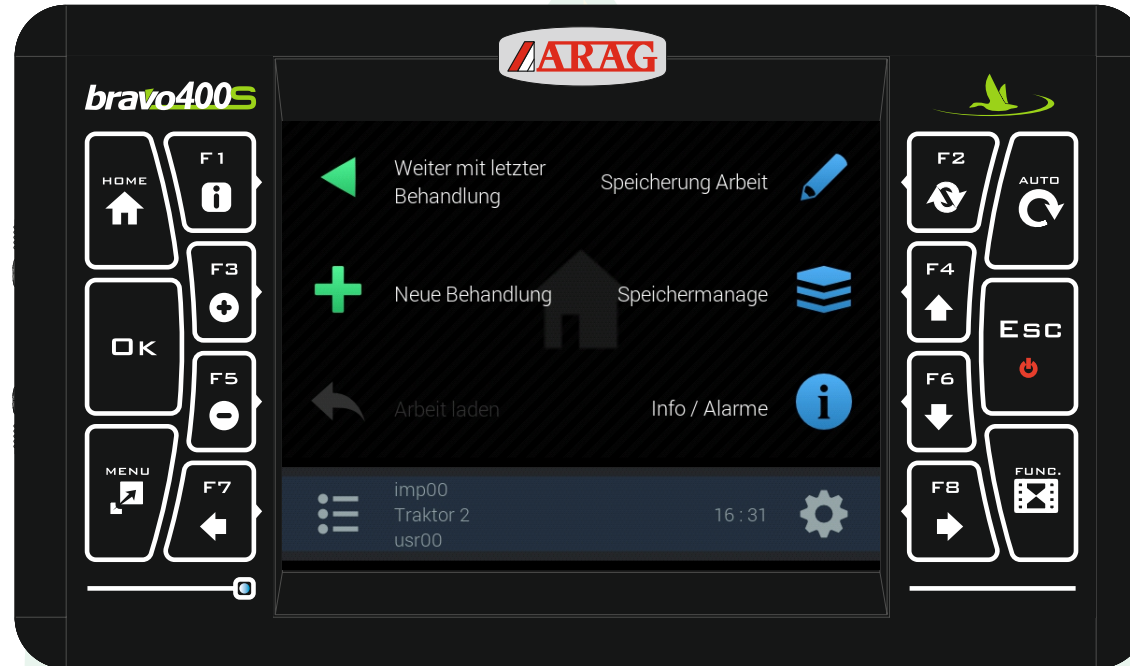 ARAG
bravo400S
HOME
F1
F3
OK
F5
MENU
F7
Weiter mit letzter
Behandlung
Speicherung Arbeit
Neue Behandlung
Speichermanage
Arbeit laden
Info / Alarme
imp00
Traktor 2
usr00
16 : 31
F2
AUTO
F4
ESC
F6
FUNC.
F8